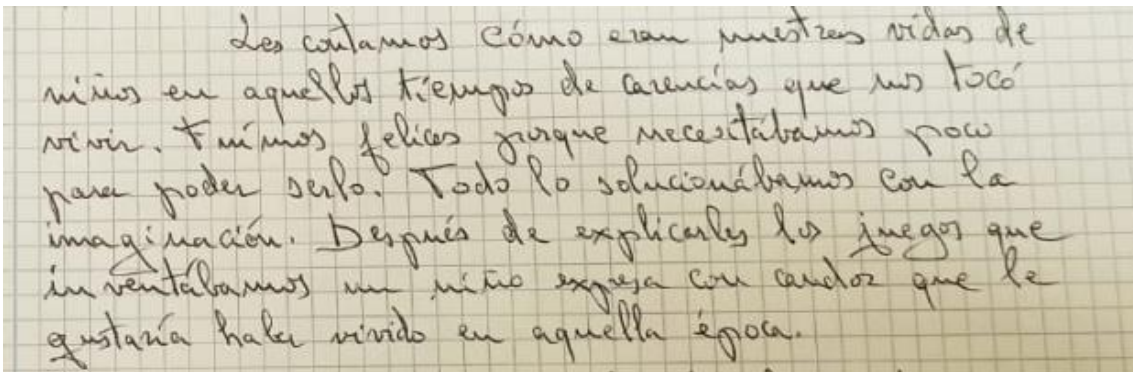 Les contamos cómo eran nuestras vidas de
niños en aquellos tiempos de carencias que nos tocó
vivir. Fuimos felices porque necesitábamos poco
para poder serlo. Todo lo solucionábamos con la
imaginación. Después de explicarles los juegos que
inventábamos un niño expresa con candor que le
gustaría haber vivido en aquella época.